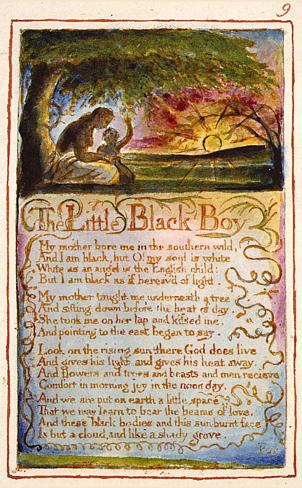 9
The Little Black Boy
My mother bore me in the southern wild,
And I am black, but O! my soul is white
White as an angel is the English child:
But I am black as if bereav'd of light
My mother taught me underneath a tree
And sitting down before the heat of day.
She took me on her lap and kissed me.
And pointing to the east began to say.
Look on the rising sun: there God does live
And gives his light, and gives his heat away.
And flowers and trees and beasts and men recieve
Comfort in morning joy in the noon day.
And we are put on earth a little space,
That we may learn to bear the beams of love.
And these black bodies and this sun-burnt face
Is but a cloud, and like a shady grove.